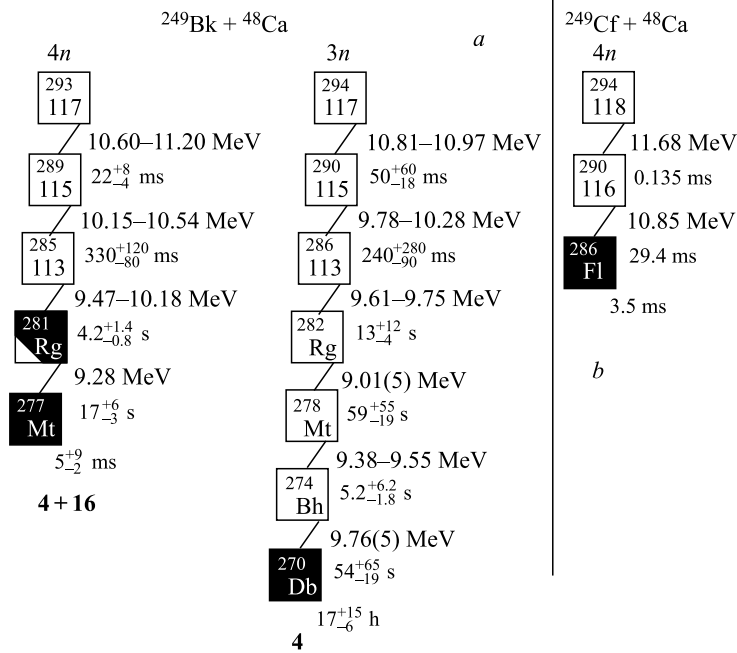 ²⁴⁹Bk + ⁴⁸Ca
a
4n
293
117
10.60–11.20 MeV
289
115
22+8−4 ms
10.15–10.54 MeV
285
113
330+120−80 ms
9.47–10.18 MeV
281
Rg
4.2+1.4−0.8 s
9.28 MeV
277
Mt
17+6−3 s
5+9−2 ms
4 + 16
3n
294
117
10.81–10.97 MeV
290
115
50+60−18 ms
9.78–10.28 MeV
286
113
240+280−90 ms
9.61–9.75 MeV
282
Rg
13+12−4 s
9.01(5) MeV
278
Mt
59+55−19 s
9.38–9.55 MeV
274
Bh
5.2+6.2−1.8 s
9.76(5) MeV
270
Db
54+65−19 s
17+15−6 h
4
²⁴⁹Cf + ⁴⁸Ca
4n
294
118
11.68 MeV
290
116
0.135 ms
10.85 MeV
286
Fl
29.4 ms
3.5 ms
b